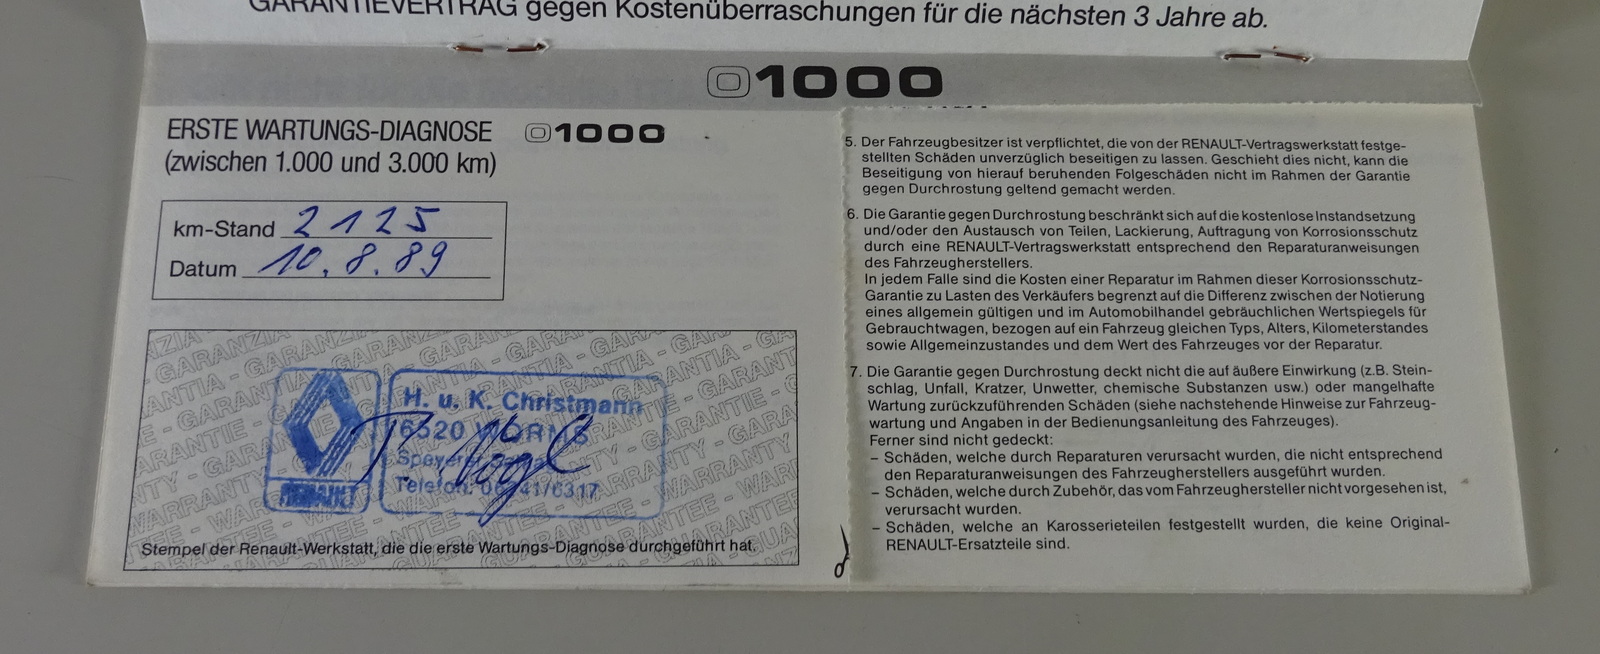 GARANTIEVERTRAG gegen Kostenüberraschungen für die nächsten 3 Jahre ab.
1000
ERSTE WARTUNGS-DIAGNOSE 1000
(zwischen 1.000 und 3.000 km)
km-Stand 2125
Datum 10.8.89
H. u. K. Christmann
6520 WORMS
Telefon: 06241/6317
RENAULT
Stempel der Renault-Werkstatt, die die erste Wartungs-Diagnose durchgeführt hat.
5. Der Fahrzeugbesitzer ist verpflichtet, die von der RENAULT-Vertragswerkstatt festge-
stellten Schäden unverzüglich beseitigen zu lassen. Geschieht dies nicht, kann die
Beseitigung von hierauf beruhenden Folgeschäden nicht im Rahmen der Garantie
gegen Durchrostung geltend gemacht werden.
6. Die Garantie gegen Durchrostung beschränkt sich auf die kostenlose Instandsetzung
und/oder den Austausch von Teilen, Lackierung, Auftragung von Korrosionsschutz
durch eine RENAULT-Vertragswerkstatt entsprechend den Reparaturanweisungen
des Fahrzeugherstellers.
In jedem Falle sind die Kosten einer Reparatur im Rahmen dieser Korrosionsschutz-
Garantie zu Lasten des Verkäufers begrenzt auf die Differenz zwischen der Notierung
eines allgemein gültigen und im Automobilhandel gebräuchlichen Wertspiegels für
Gebrauchtwagen, bezogen auf ein Fahrzeug gleichen Typs, Alters, Kilometerstandes
sowie Allgemeinzustandes und dem Wert des Fahrzeuges vor der Reparatur.
7. Die Garantie gegen Durchrostung deckt nicht die auf äußere Einwirkung (z.B. Stein-
schlag, Unfall, Kratzer, Unwetter, chemische Substanzen usw.) oder mangelhafte
Wartung zurückzuführenden Schäden (siehe nachstehende Hinweise zur Fahrzeug-
wartung und Angaben in der Bedienungsanleitung des Fahrzeuges).
Ferner sind nicht gedeckt:
– Schäden, welche durch Reparaturen verursacht wurden, die nicht entsprechend
den Reparaturanweisungen des Fahrzeugherstellers ausgeführt wurden.
– Schäden, welche durch Zubehör, das vom Fahrzeughersteller nicht vorgesehen ist,
verursacht wurden.
– Schäden, welche an Karosserieteilen festgestellt wurden, die keine Original-
RENAULT-Ersatzteile sind.